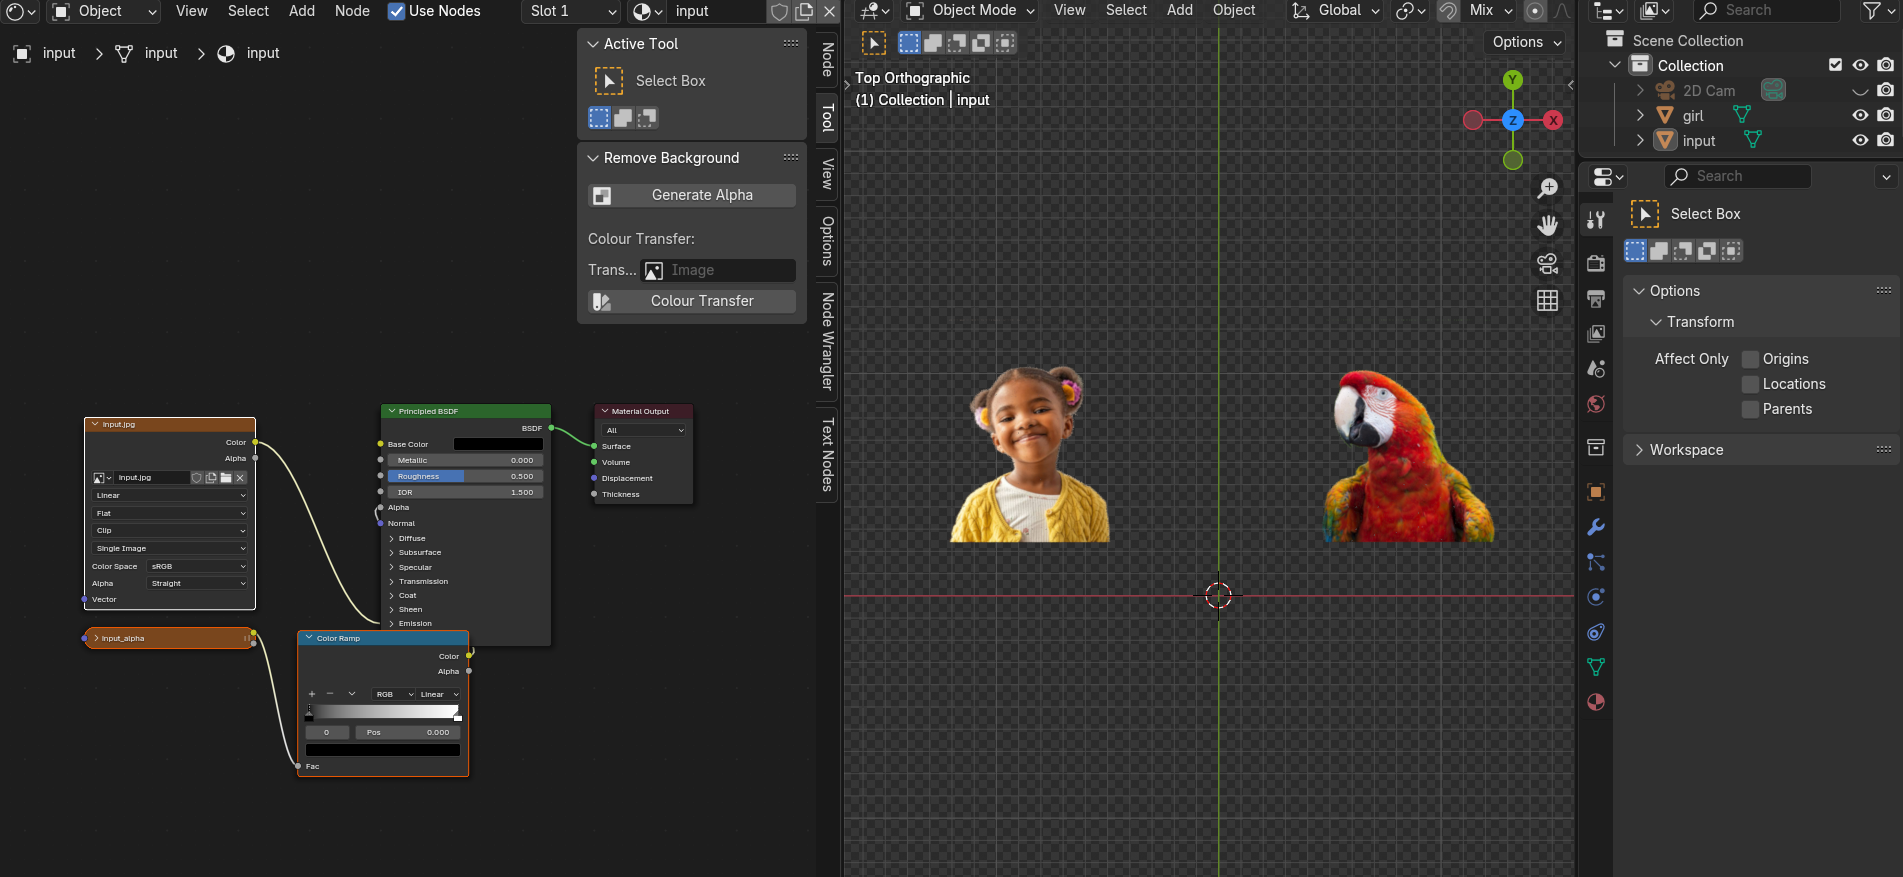 Object
View
Select
Add
Node
Use Nodes
Slot 1
input
input
input
input
Active Tool
Select Box
Remove Background
Generate Alpha
Colour Transfer:
Trans...
Image
Colour Transfer
Node
Tool
View
Options
Node Wrangler
Text Nodes
Input.jpg
Color
Alpha
Input.jpg
Linear
Flat
Clip
Single Image
Color Space
sRGB
Alpha
Straight
Vector
Input_alpha
Principled BSDF
BSDF
Base Color
Metallic
0.000
Roughness
0.500
IOR
1.500
Alpha
Normal
Diffuse
Subsurface
Specular
Transmission
Coat
Sheen
Emission
Material Output
All
Surface
Volume
Displacement
Thickness
Color Ramp
Color
Alpha
RGB
Linear
0
Pos
0.000
Fac
Object Mode
View
Select
Add
Object
Global
Mix
Options
Top Orthographic
(1) Collection | input
Y
Z
X
Search
Scene Collection
Collection
2D Cam
girl
input
Search
Select Box
Options
Transform
Affect Only
Origins
Locations
Parents
Workspace